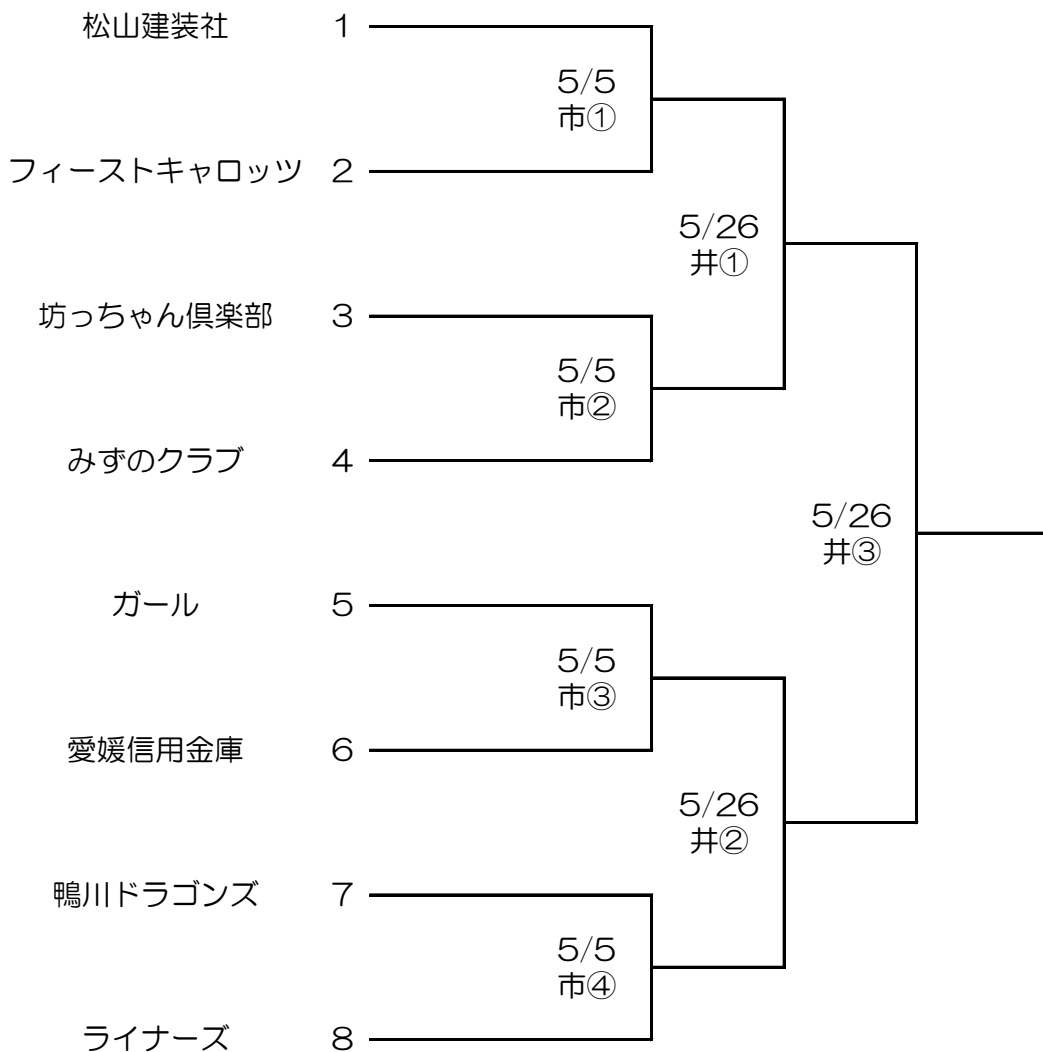 松山建装社 1
5/5
市①
フィーストキャロッツ 2
5/26
井①
坊っちゃん倶楽部 3
5/5
市②
みずのクラブ 4
5/26
井③
ガール 5
5/5
市③
愛媛信用金庫 6
5/26
井②
鴨川ドラゴンズ 7
5/5
市④
ライナーズ 8